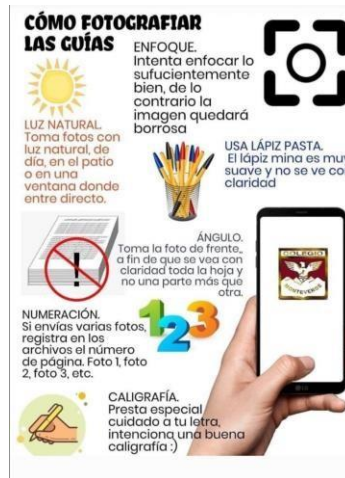 CÓMO FOTOGRAFIAR
LAS GUÍAS
ENFOQUE.
Intenta enfocar lo
sufucientemente
bien, de lo
contrario la
imagen quedará
borrosa
LUZ NATURAL.
Toma fotos con
luz natural, de
día, en el patio
o en una
ventana donde
entre directo.
USA LÁPIZ PASTA.
El lápiz mina es muy
suave y no se ve con
claridad
ÁNGULO.
Toma la foto de frente,
a fin de que se vea con
claridad toda la hoja y
no una parte más que
otra.
COLEGIO
MONTEVERDE
NUMERACIÓN.
Si envías varias fotos,
registra en los
archivos el número
de página. Foto 1, foto
2, foto 3, etc.
123
CALIGRAFÍA.
Presta especial
cuidado a tu letra,
intenciona una buena
caligrafía :)
LG